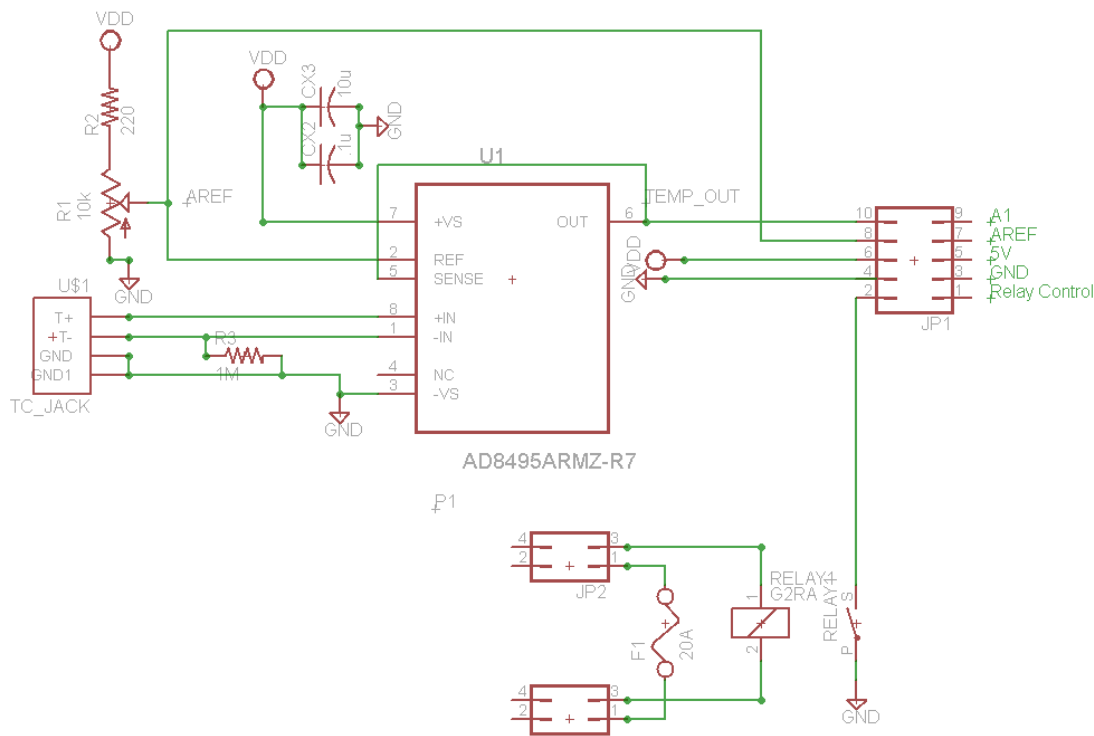 VDD
VDD
R2
220
CX3
10u
GND
CX2
.1u
U1
R1
10k
AREF
TEMP_OUT
7
+VS
OUT
6
2
REF
5
SENSE
8
+IN
1
-IN
4
NC
3
-VS
GND
U$1
T+
T-
GND
GND1
TC_JACK
R3
1M
GND
AD8495ARMZ-R7
VDD
GND
10
9
A1
8
7
AREF
6
5
5V
4
3
GND
2
1
Relay Control
JP1
P1
4
3
2
1
JP2
F1
20A
RELAY4
G2RA
1
2
RELAY4
S
P
GND
4
3
2
1